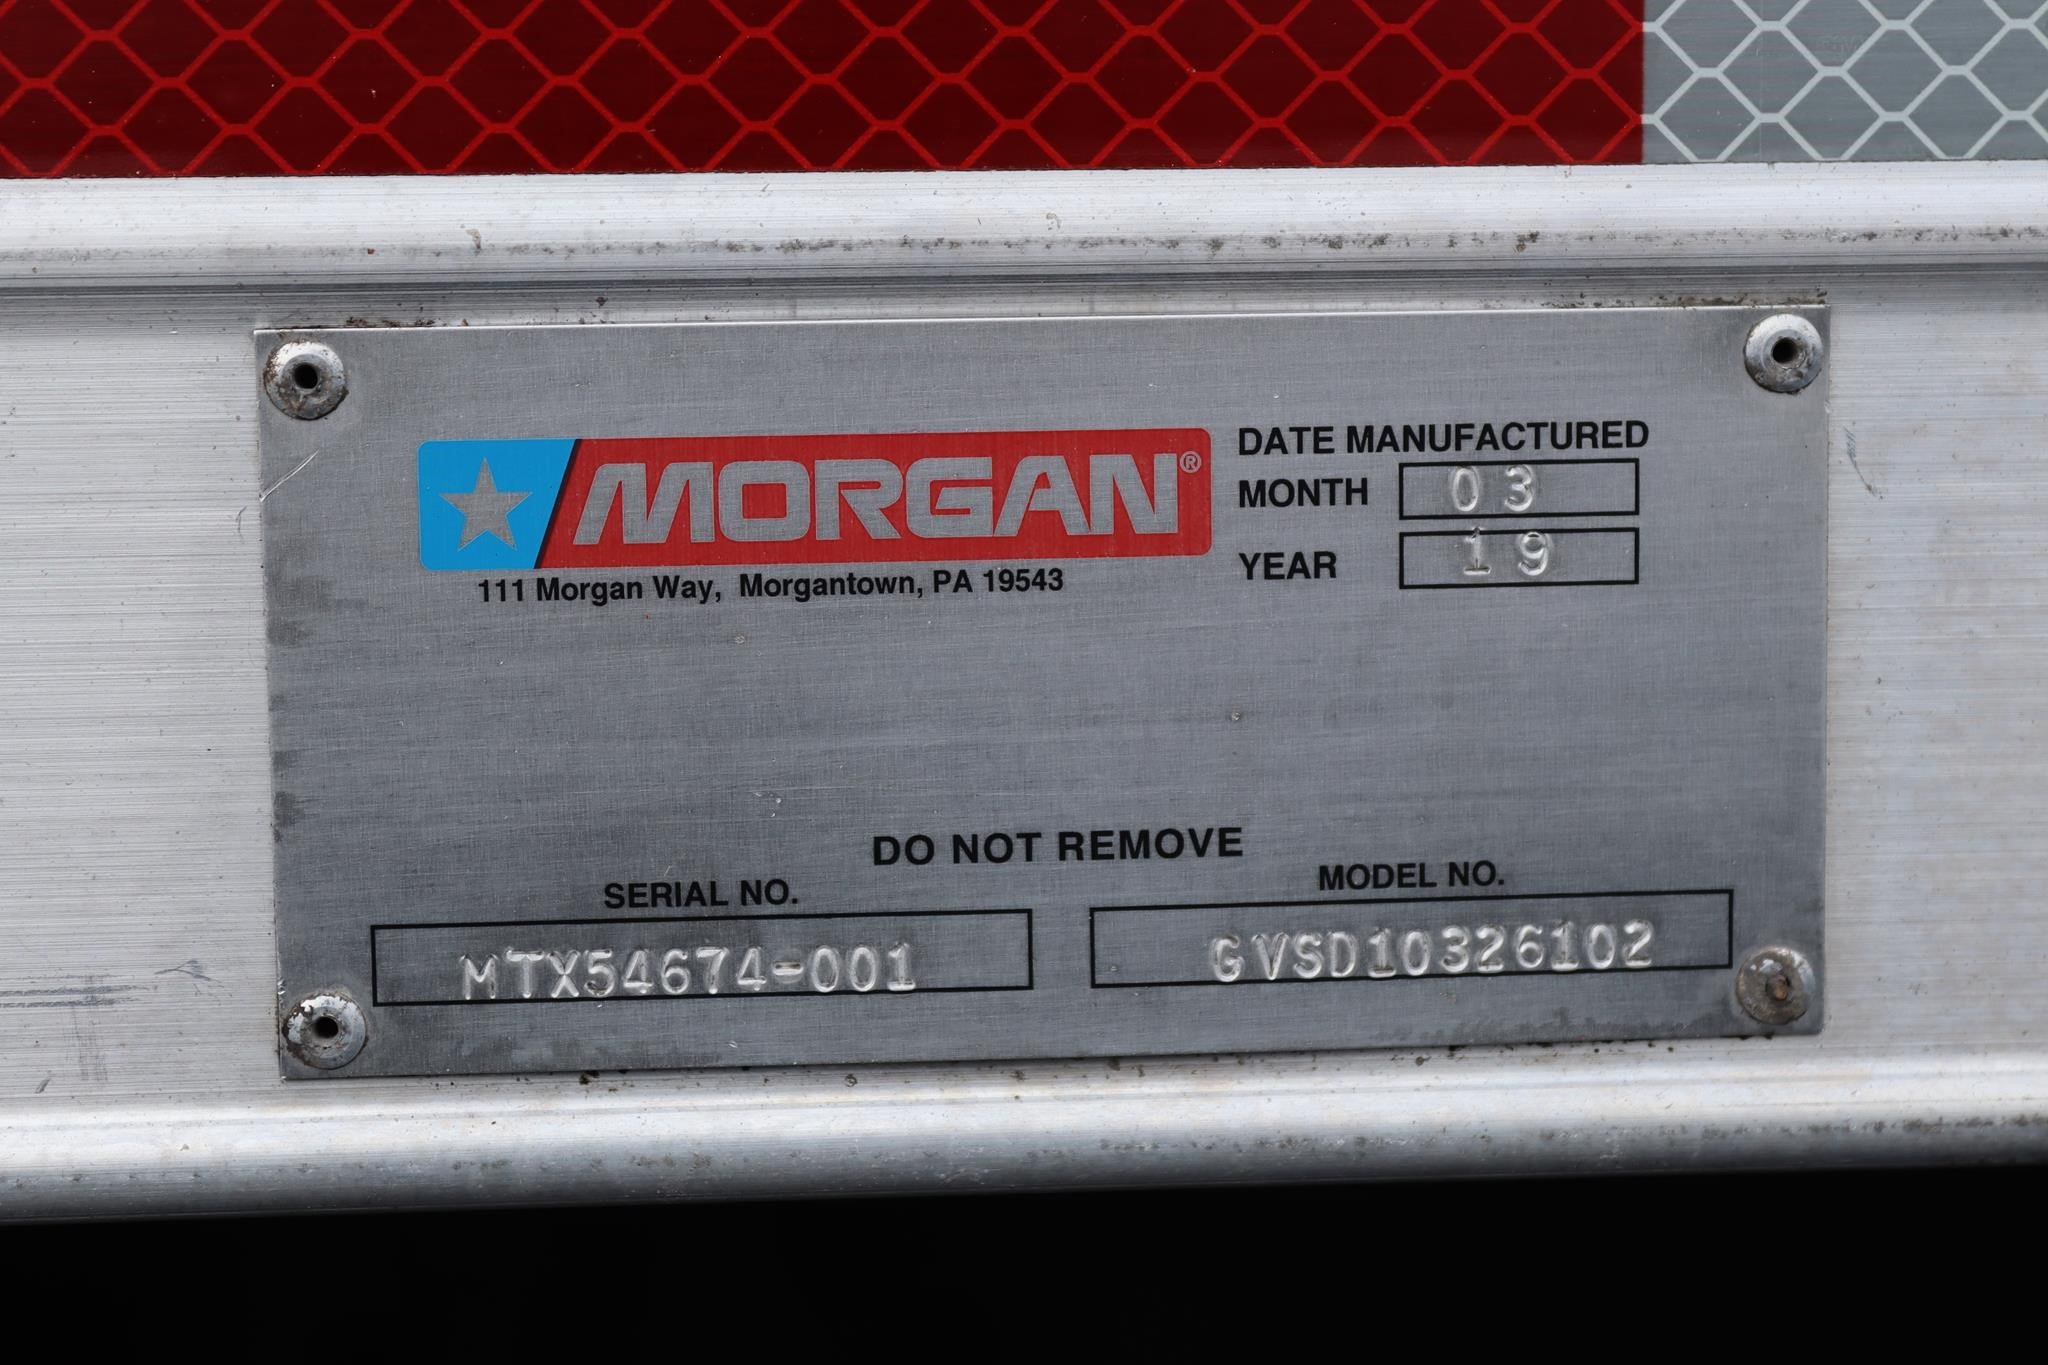 MORGAN®
111 Morgan Way, Morgantown, PA 19543
DATE MANUFACTURED
MONTH 03
YEAR 19
DO NOT REMOVE
SERIAL NO.
MTX54674-001
MODEL NO.
GVSD10326102